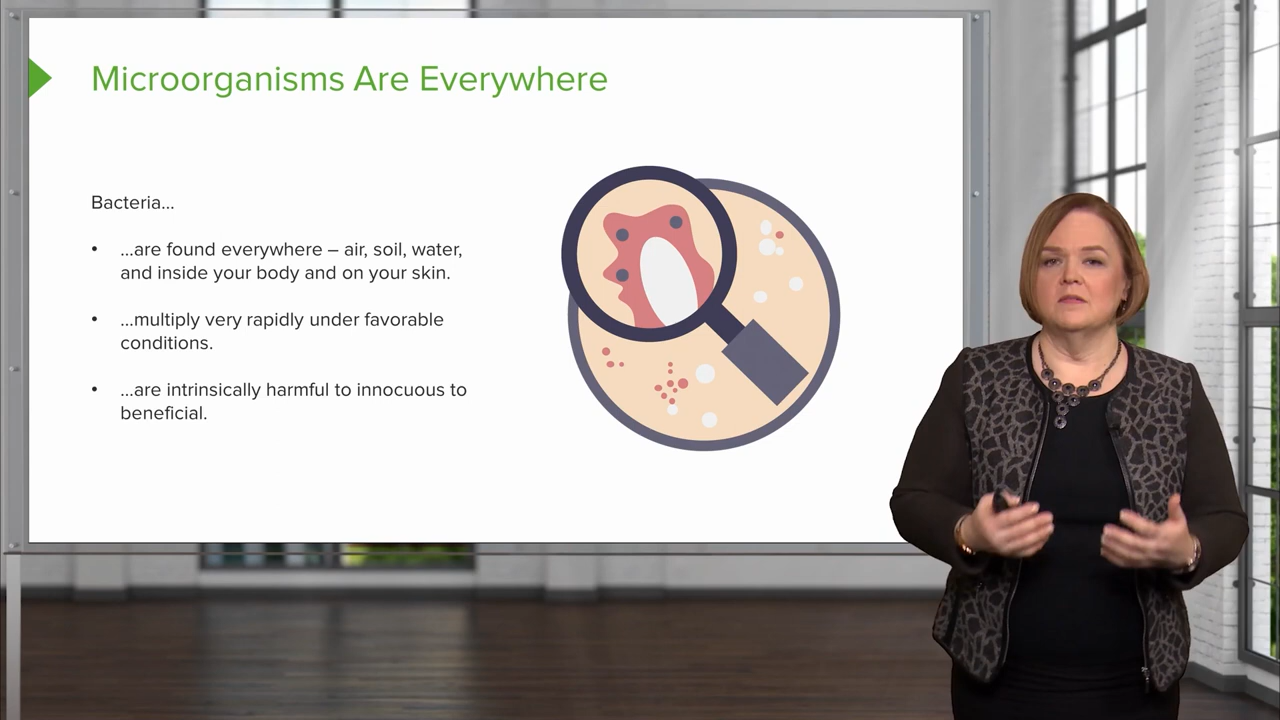 Microorganisms Are Everywhere
Bacteria...
• ...are found everywhere – air, soil, water,
and inside your body and on your skin.
• ...multiply very rapidly under favorable
conditions.
• ...are intrinsically harmful to innocuous to
beneficial.